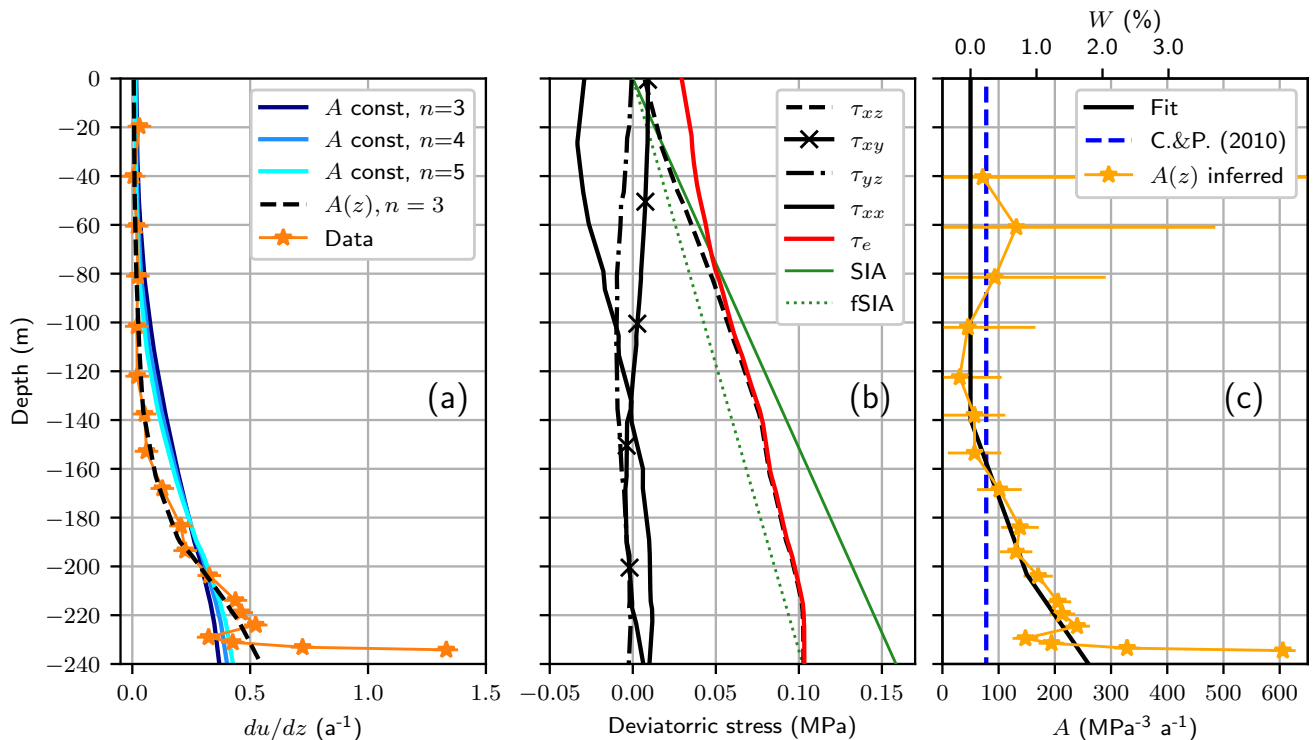 W (%)
0.0 1.0 2.0 3.0
0
−20
−40
−60
−80
−100
−120
−140
−160
−180
−200
−220
−240
Depth (m)
A const, n=3
A const, n=4
A const, n=5
A(z), n = 3
Data
(a)
0.0 0.5 1.0 1.5
du/dz (a⁻¹)
τxz
τxy
τyz
τxx
τe
SIA
fSIA
(b)
−0.05 0.00 0.05 0.10
Deviatorric stress (MPa)
Fit
C.&P. (2010)
A(z) inferred
(c)
0 100 200 300 400 500 600
A (MPa⁻³ a⁻¹)